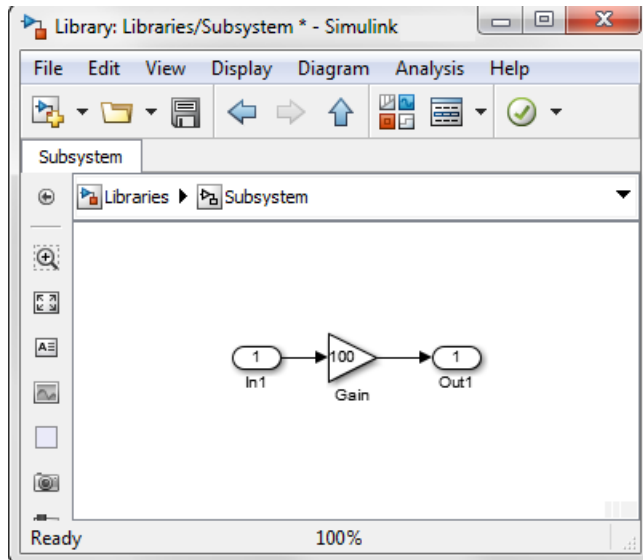 Library: Libraries/Subsystem * - Simulink
File Edit View Display Diagram Analysis Help
Subsystem
Libraries Subsystem
1 100 1
In1 Gain Out1
Ready 100%